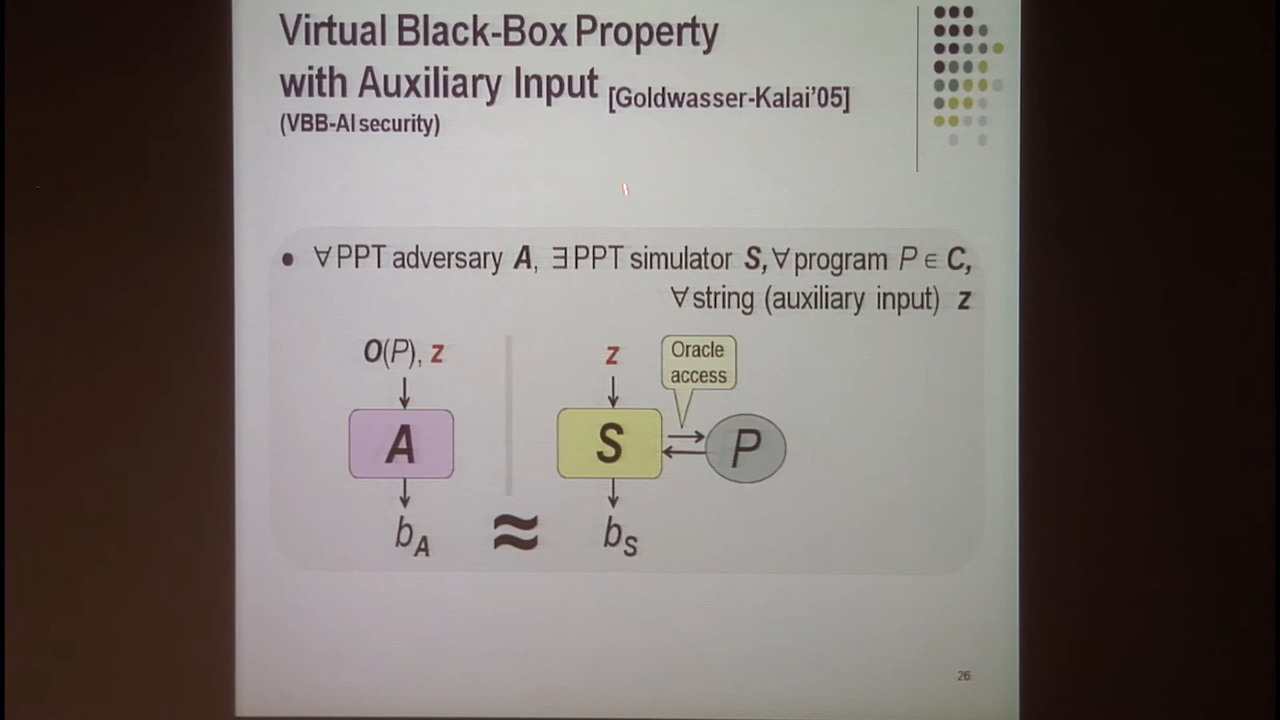 Virtual Black-Box Property
with Auxiliary Input [Goldwasser-Kalai'05]
(VBB-AI security)
• ∀ PPT adversary A, ∃ PPT simulator S, ∀ program P ∈ C,
∀ string (auxiliary input) z
O(P), z
z
Oracle
access
A
S
P
b_A ≈ b_S
26